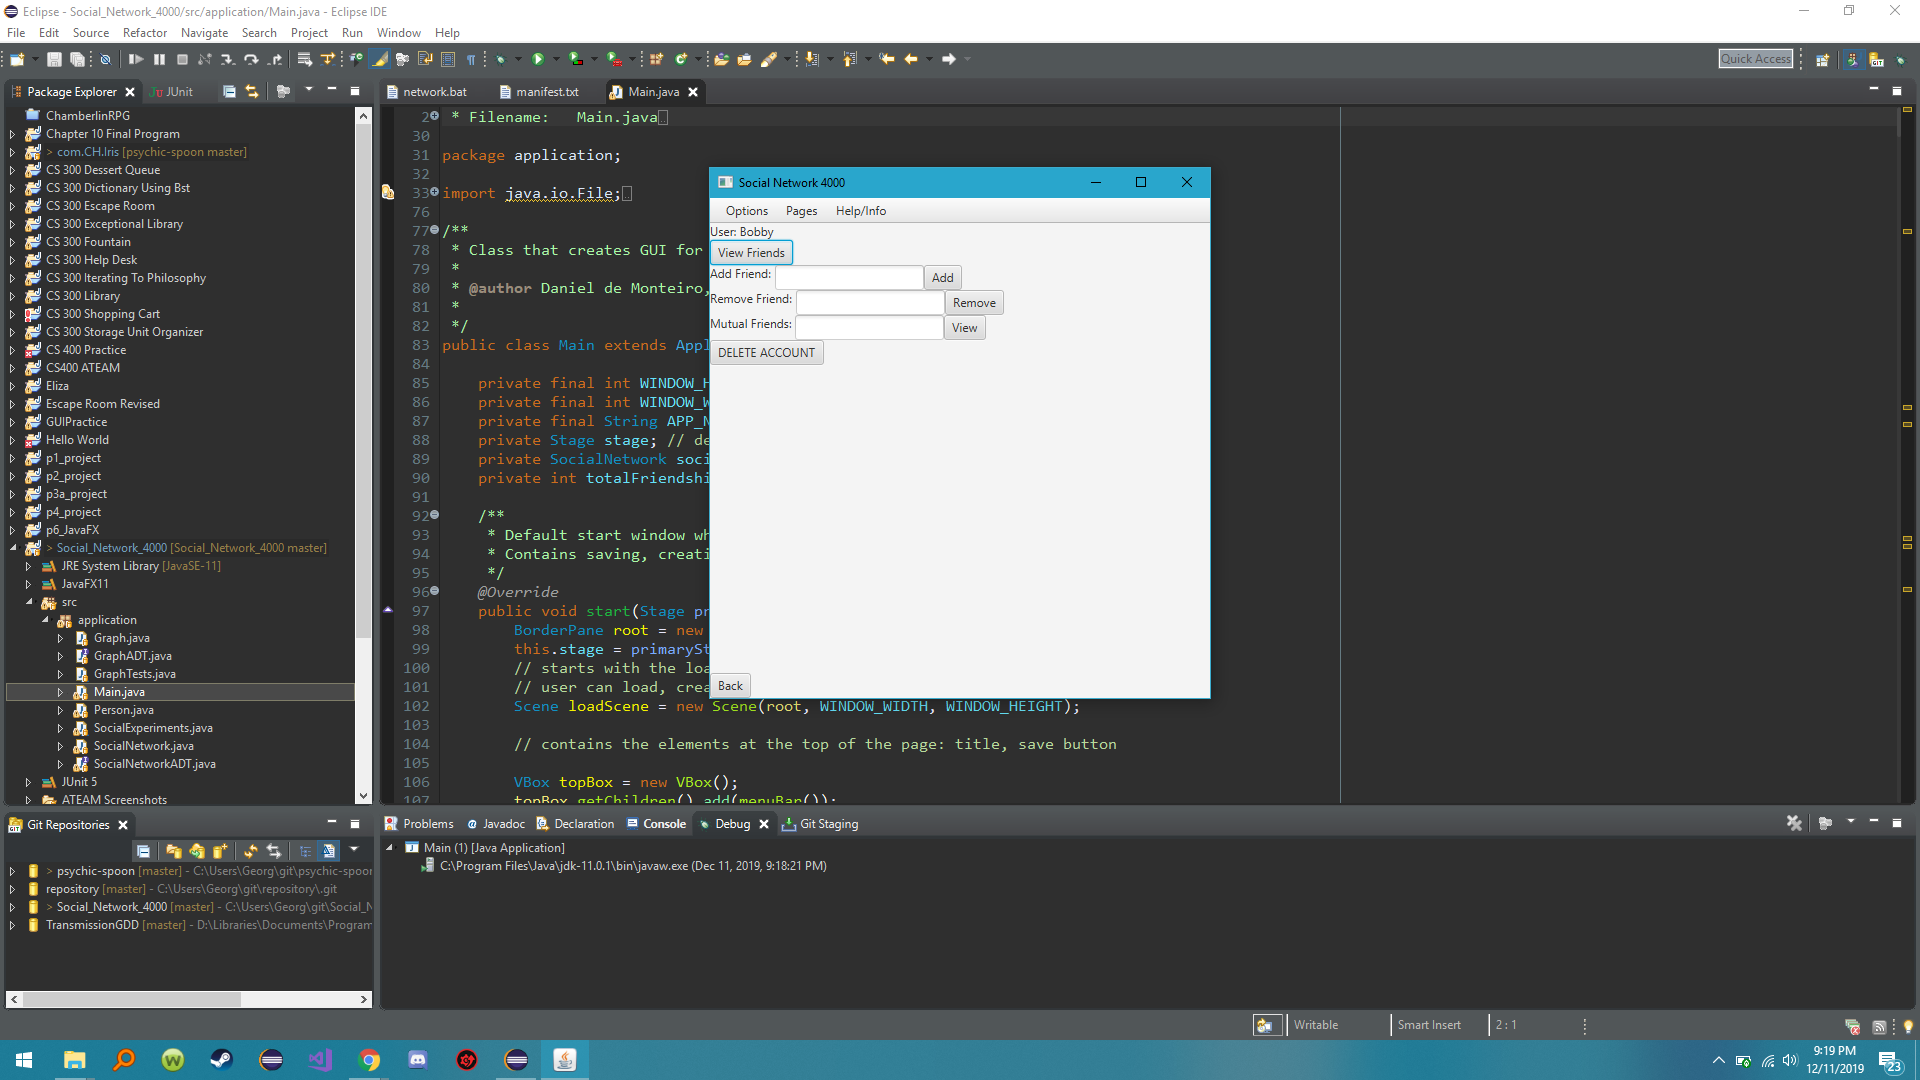 Eclipse - Social_Network_4000/src/application/Main.java - Eclipse IDE
File Edit Source Refactor Navigate Search Project Run Window Help
Quick Access
Package Explorer
JUnit
ChamberlinRPG
Chapter 10 Final Program
> com.CH.Iris [psychic-spoon master]
CS 300 Dessert Queue
CS 300 Dictionary Using Bst
CS 300 Escape Room
CS 300 Exceptional Library
CS 300 Fountain
CS 300 Help Desk
CS 300 Iterating To Philosophy
CS 300 Library
CS 300 Shopping Cart
CS 300 Storage Unit Organizer
CS 400 Practice
CS400 ATEAM
Eliza
Escape Room Revised
GUIPractice
Hello World
p1_project
p2_project
p3a_project
p4_project
p6_JavaFX
> Social_Network_4000 [Social_Network_4000 master]
JRE System Library [JavaSE-11]
JavaFX11
src
application
Graph.java
GraphADT.java
GraphTests.java
Main.java
Person.java
SocialExperiments.java
SocialNetwork.java
SocialNetworkADT.java
JUnit 5
ATEAM Screenshots
network.bat
manifest.txt
Main.java
2 * Filename: Main.java
30
31 package application;
32
33 import java.io.File;
76
77 /**
78 * Class that creates GUI for
79 *
80 * @author Daniel de Monteiro,
81 *
82 */
83 public class Main extends Appl
84
85 private final int WINDOW_H
86 private final int WINDOW_W
87 private final String APP_N
88 private Stage stage; // de
89 private SocialNetwork soci
90 private int totalFriendshi
91
92 /**
93 * Default start window wh
94 * Contains saving, creati
95 */
96 @Override
97 public void start(Stage pr
98 BorderPane root = new
99 this.stage = primarySt
100 // starts with the loa
101 // user can load, crea
102 Scene loadScene = new Scene(root, WINDOW_WIDTH, WINDOW_HEIGHT);
103
104 // contains the elements at the top of the page: title, save button
105
106 VBox topBox = new VBox();
107 topBox.getChildren().add(menuBar());
Social Network 4000
Options Pages Help/Info
User: Bobby
View Friends
Add Friend: Add
Remove Friend: Remove
Mutual Friends: View
DELETE ACCOUNT
Back
Git Repositories
> psychic-spoon [master] - C:\Users\Georg\git\psychic-spoor
repository [master] - C:\Users\Georg\git\repository\.git
> Social_Network_4000 [master] - C:\Users\Georg\git\Social_N
TransmissionGDD [master] - D:\Libraries\Documents\Program
Problems Javadoc Declaration Console Debug Git Staging
Main (1) [Java Application]
C:\Program Files\Java\jdk-11.0.1\bin\javaw.exe (Dec 11, 2019, 9:18:21 PM)
Writable Smart Insert 2 : 1
9:19 PM
12/11/2019
23